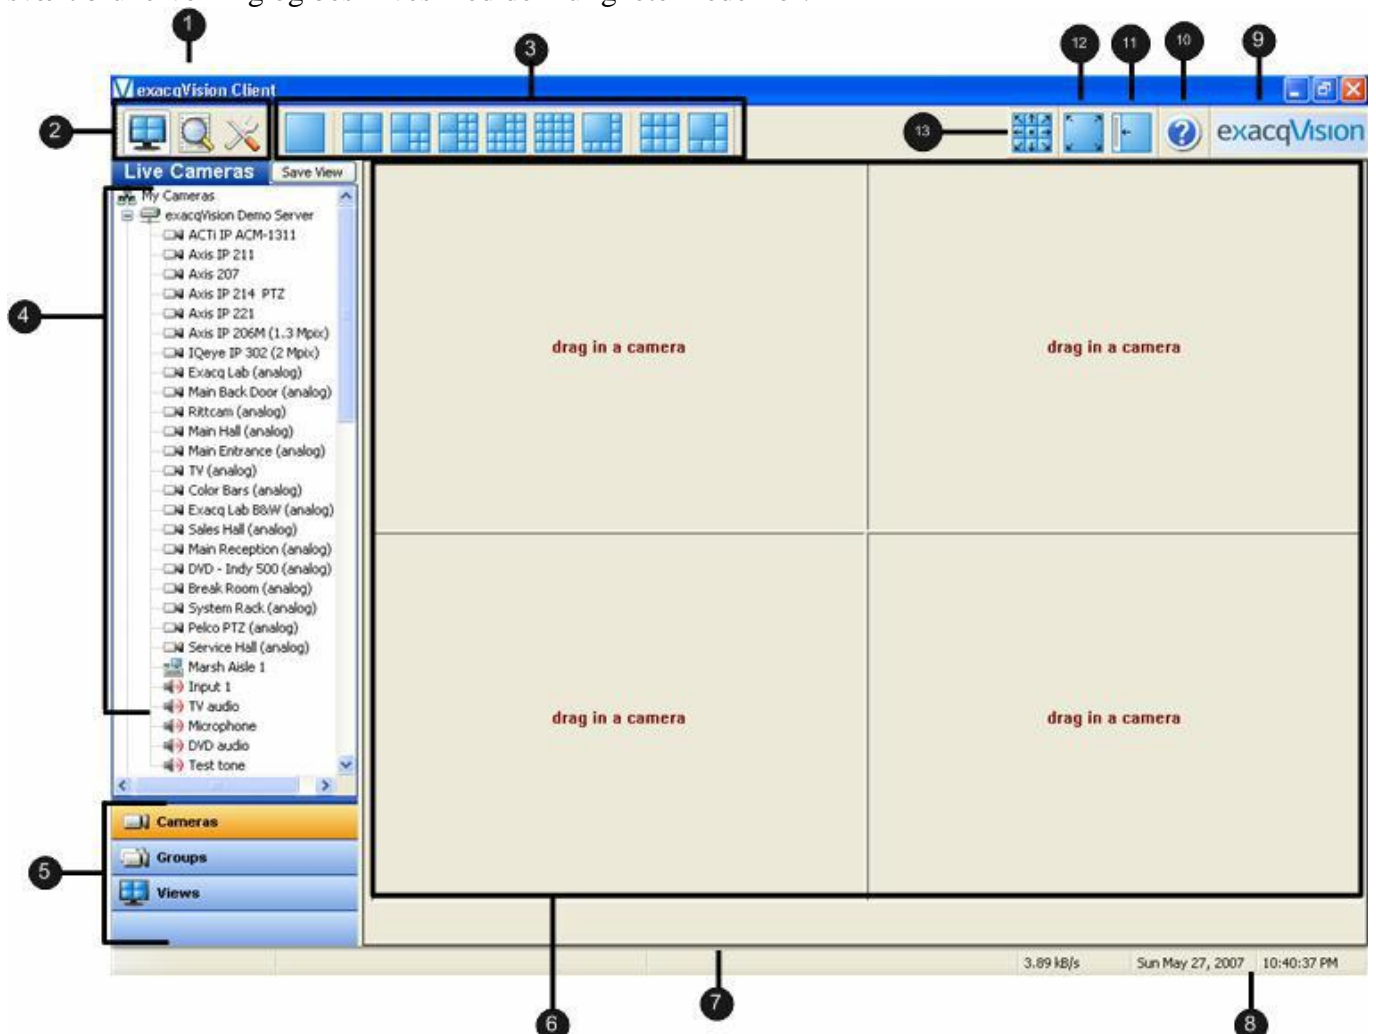 1
3
12
11
10
9
exacqVision Client
2
13
exacqVision
Live Cameras
Save View
My Cameras
exacqVision Demo Server
ACTi IP ACM-1311
Axis IP 211
Axis 207
Axis IP 214 PTZ
4
Axis IP 221
Axis IP 206M (1.3 Mpix)
IQeye IP 302 (2 Mpix)
drag in a camera
drag in a camera
Exacq Lab (analog)
Main Back Door (analog)
Rittcam (analog)
Main Hall (analog)
Main Entrance (analog)
TV (analog)
Color Bars (analog)
Exacq Lab B&W (analog)
Sales Hall (analog)
Main Reception (analog)
DVD - Indy 500 (analog)
Break Room (analog)
System Rack (analog)
Pelco PTZ (analog)
Service Hall (analog)
Marsh Aisle 1
Input 1
TV audio
drag in a camera
drag in a camera
Microphone
DVD audio
Test tone
Cameras
Groups
5
Views
3.89 kB/s
Sun May 27, 2007
10:40:37 PM
7
6
8